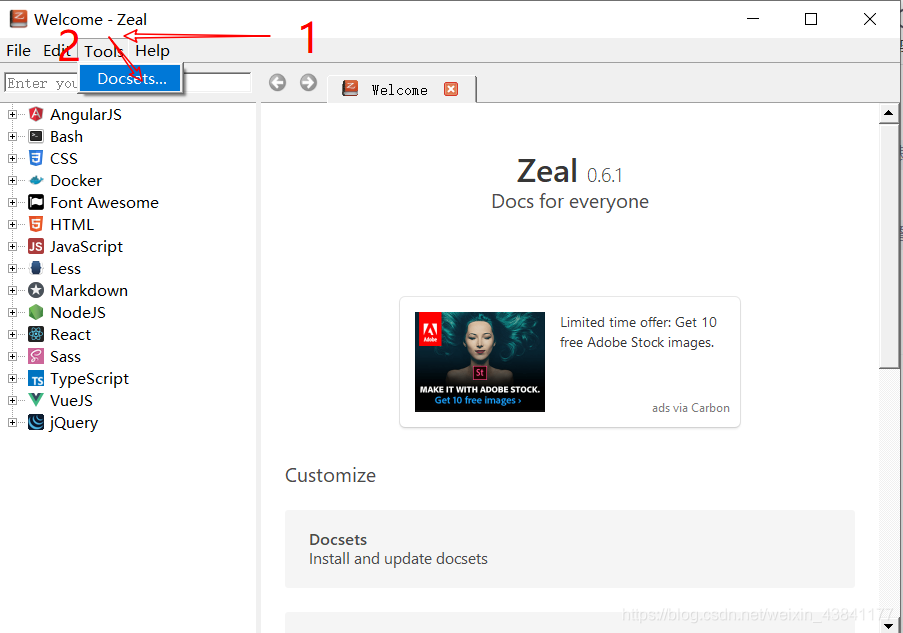 Welcome - Zeal
1
File Edit Tools Help
2
Docsets...
Enter you
Welcome
AngularJS
Bash
CSS
Docker
Font Awesome
HTML
JavaScript
Less
Markdown
NodeJS
React
Sass
TypeScript
VueJS
jQuery
Zeal 0.6.1
Docs for everyone
Adobe
St
MAKE IT WITH ADOBE STOCK.
Get 10 free images ›
Limited time offer: Get 10
free Adobe Stock images.
ads via Carbon
Customize
Docsets
Install and update docsets
https://blog.csdn.net/weixin_43841177